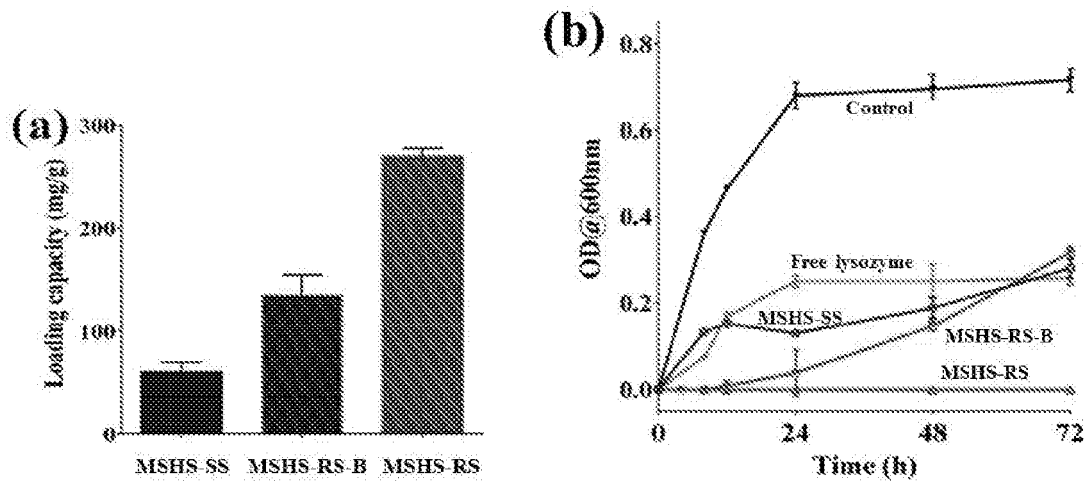 (a)
Loading capacity (mg/g)
300
200
100
0
MSHS-SS
MSHS-RS-B
MSHS-RS
(b)
OD@600nm
0.8
0.6
0.4
0.2
0.0
Control
Free lysozyme
MSHS-SS
MSHS-RS-B
MSHS-RS
0
24
48
72
Time (h)